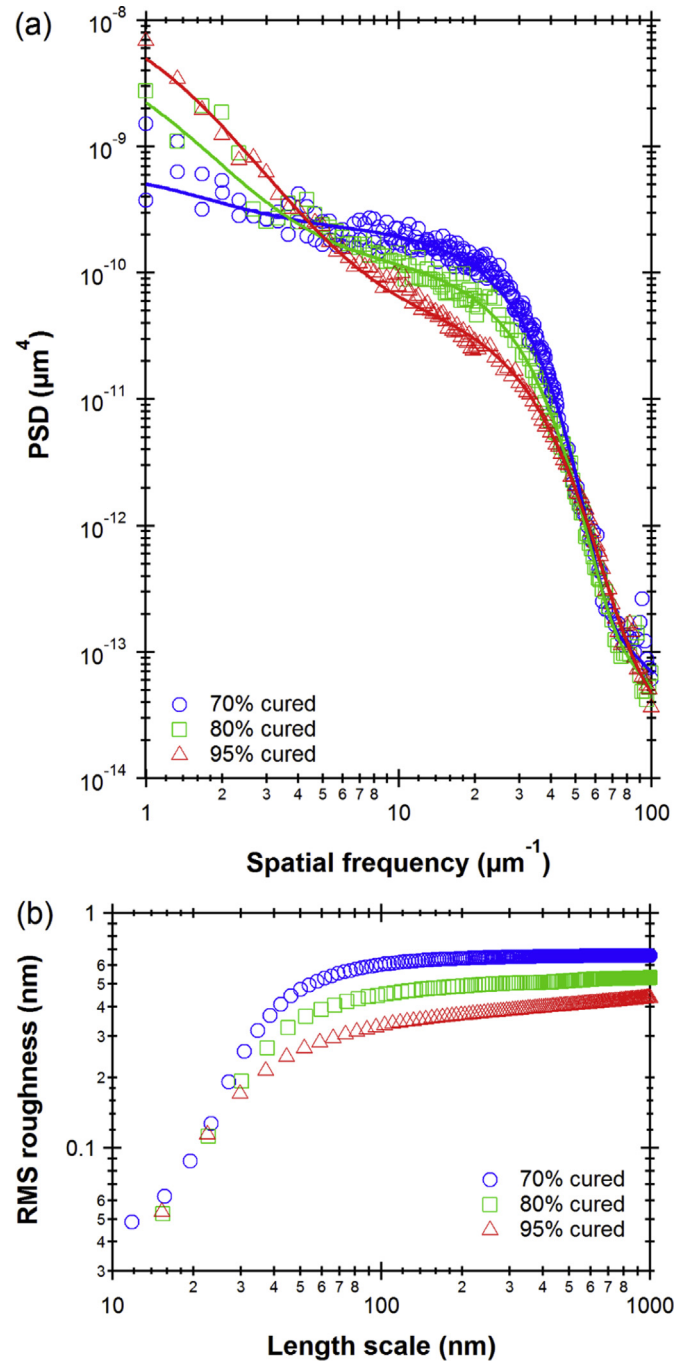 (a)
10⁻⁸
10⁻⁹
10⁻¹⁰
10⁻¹¹
10⁻¹²
10⁻¹³
10⁻¹⁴
PSD (µm⁴)
70% cured
80% cured
95% cured
1 2 3 4 5 6 7 8 10 2 3 4 5 6 7 8 100
Spatial frequency (µm⁻¹)
(b)
1
6
5
4
3
2
0.1
6
5
4
3
RMS roughness (nm)
70% cured
80% cured
95% cured
10 2 3 4 5 6 7 8 100 2 3 4 5 6 7 8 1000
Length scale (nm)